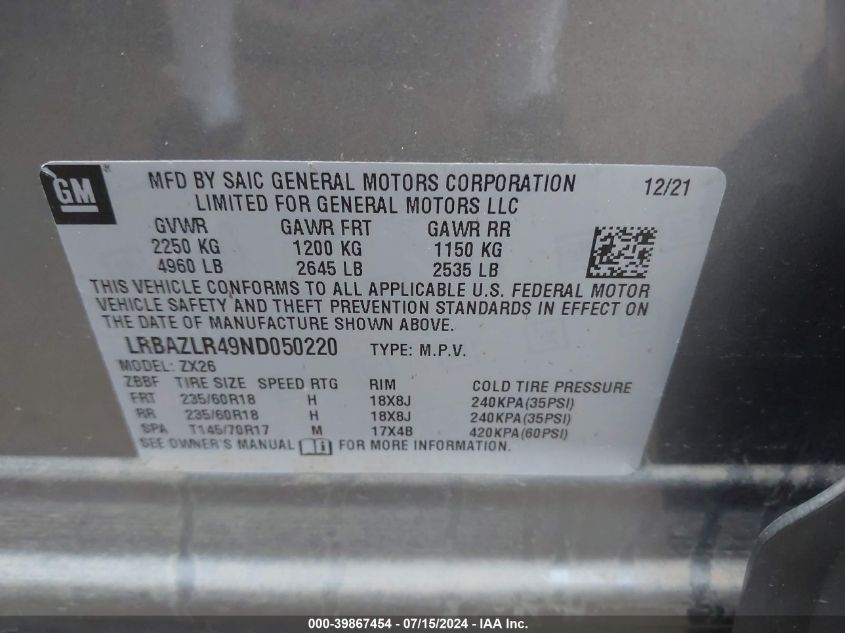 GM
MFD BY SAIC GENERAL MOTORS CORPORATION 12/21
LIMITED FOR GENERAL MOTORS LLC
GVWR GAWR FRT GAWR RR
2250 KG 1200 KG 1150 KG
4960 LB 2645 LB 2535 LB
THIS VEHICLE CONFORMS TO ALL APPLICABLE U.S. FEDERAL MOTOR
VEHICLE SAFETY AND THEFT PREVENTION STANDARDS IN EFFECT ON
THE DATE OF MANUFACTURE SHOWN ABOVE.
LRBAZLR49ND050220 TYPE: M.P.V.
MODEL: ZX26
ZBBF TIRE SIZE SPEED RTG RIM COLD TIRE PRESSURE
FRT 235/60R18 H 18X8J 240KPA(35PSI)
RR 235/60R18 H 18X8J 240KPA(35PSI)
SPA T145/70R17 M 17X4B 420KPA(60PSI)
SEE OWNER'S MANUAL FOR MORE INFORMATION.
000-39867454 - 07/15/2024 - IAA Inc.